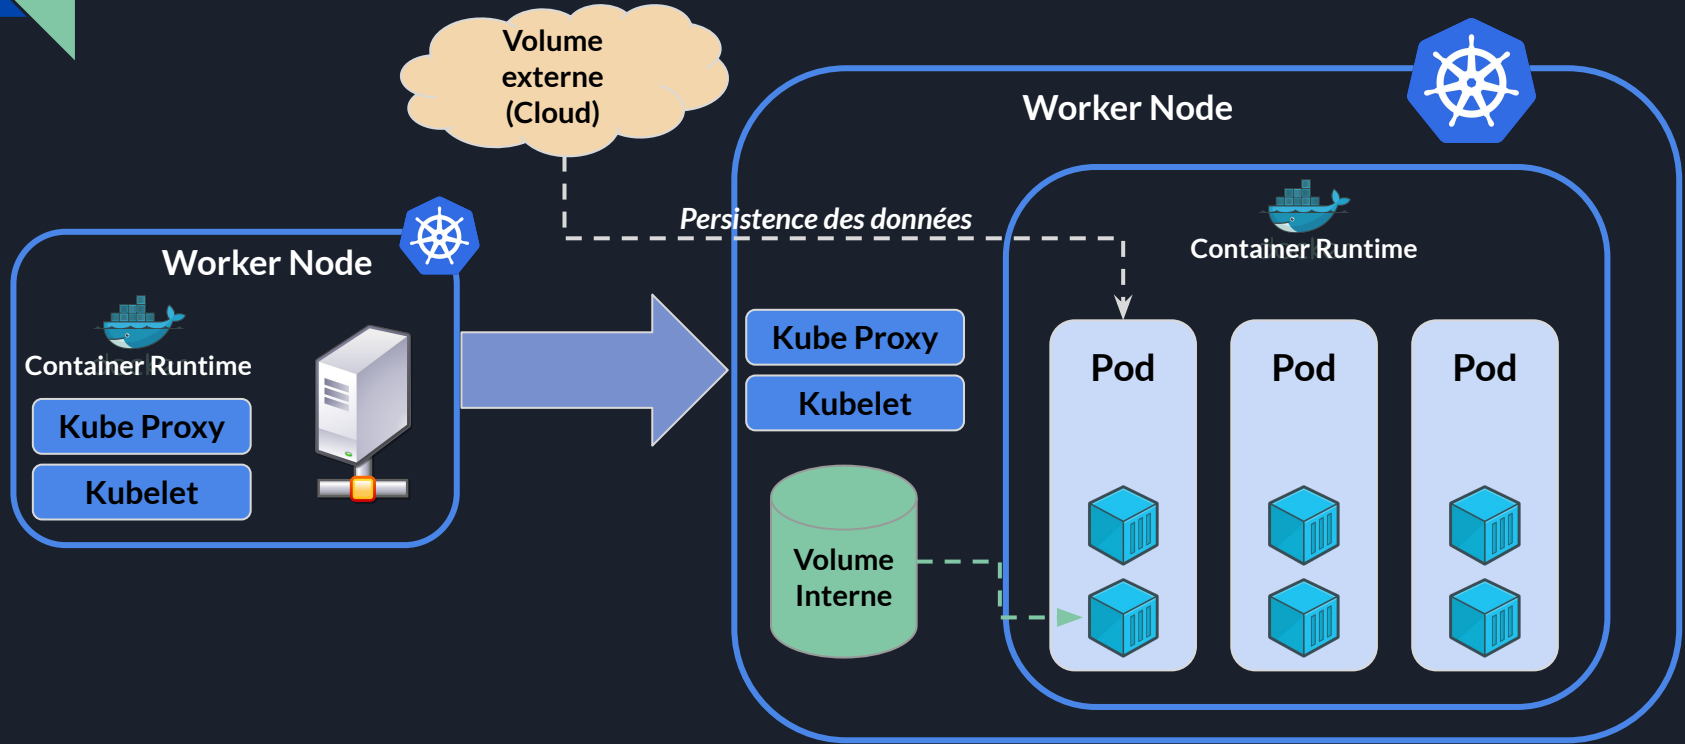 Volume
externe
(Cloud)
Worker Node
Persistence des données
Container Runtime
Worker Node
Container Runtime
Kube Proxy
Kubelet
Kube Proxy
Kubelet
Pod
Pod
Pod
Volume
Interne